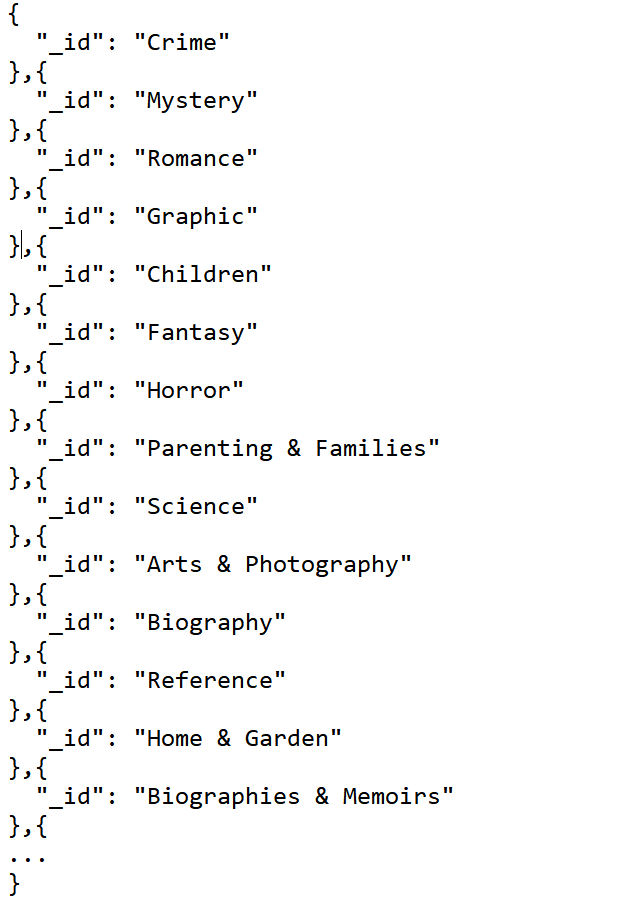 {
  "_id": "Crime"
},{
  "_id": "Mystery"
},{
  "_id": "Romance"
},{
  "_id": "Graphic"
},{
  "_id": "Children"
},{
  "_id": "Fantasy"
},{
  "_id": "Horror"
},{
  "_id": "Parenting & Families"
},{
  "_id": "Science"
},{
  "_id": "Arts & Photography"
},{
  "_id": "Biography"
},{
  "_id": "Reference"
},{
  "_id": "Home & Garden"
},{
  "_id": "Biographies & Memoirs"
},{
...
}